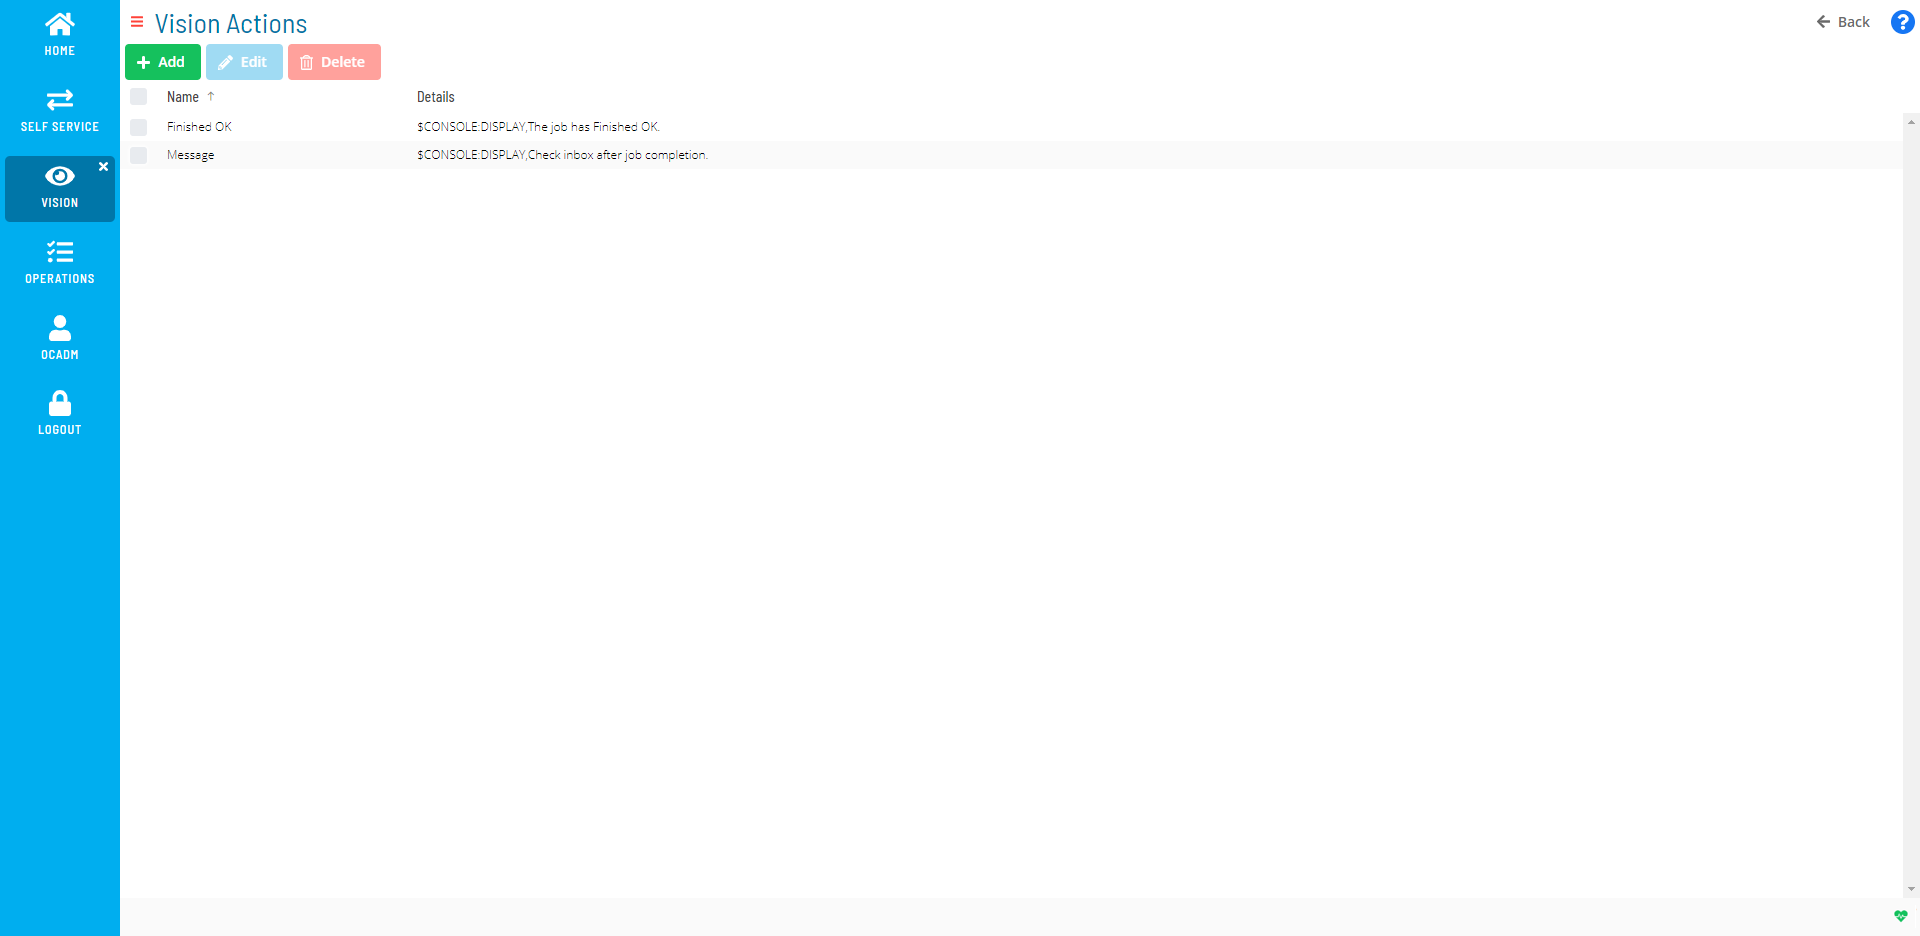 HOME
SELF SERVICE
VISION
OPERATIONS
OCADM
LOGOUT
Vision Actions
Back
Add Edit Delete
Name Details
Finished OK $CONSOLE:DISPLAY,The job has Finished OK.
Message $CONSOLE:DISPLAY,Check inbox after job completion.